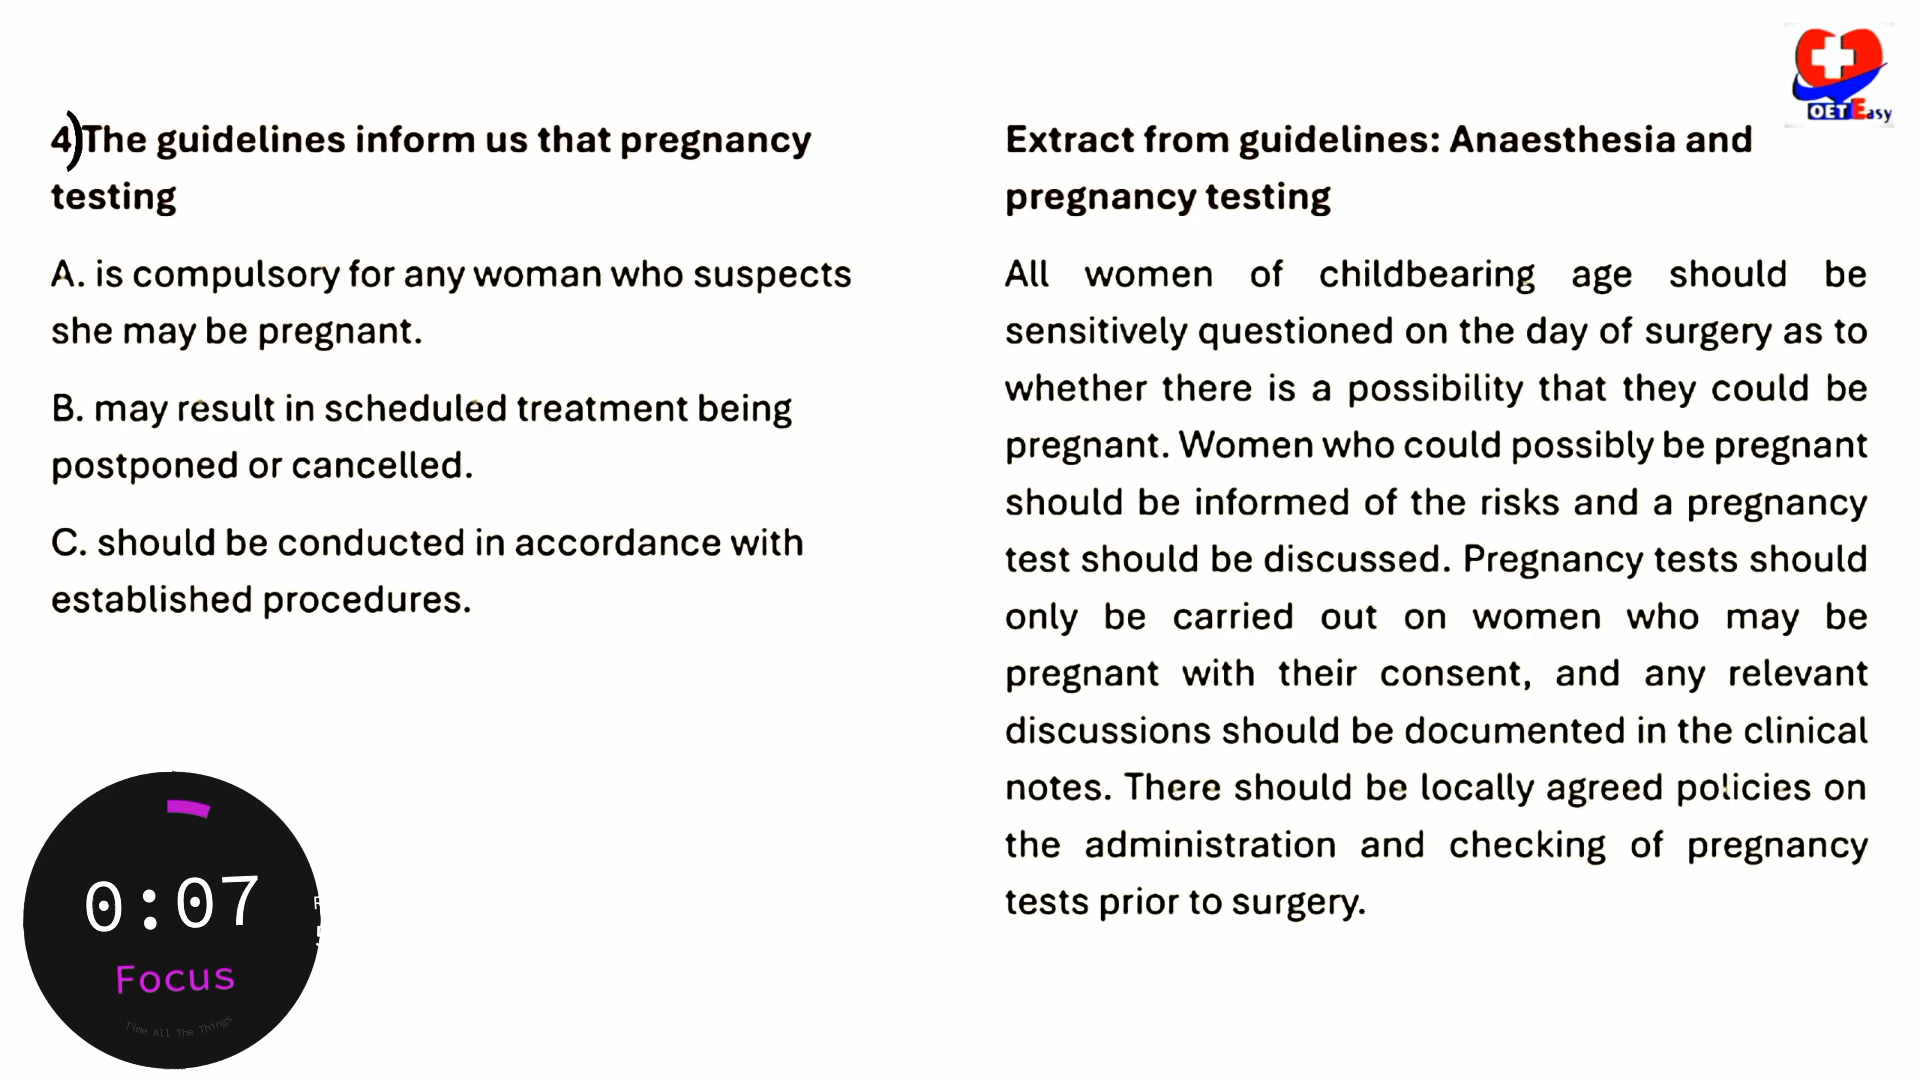 4)The guidelines inform us that pregnancy
testing
A. is compulsory for any woman who suspects
she may be pregnant.
B. may result in scheduled treatment being
postponed or cancelled.
C. should be conducted in accordance with
established procedures.
Extract from guidelines: Anaesthesia and
pregnancy testing
All women of childbearing age should be
sensitively questioned on the day of surgery as to
whether there is a possibility that they could be
pregnant. Women who could possibly be pregnant
should be informed of the risks and a pregnancy
test should be discussed. Pregnancy tests should
only be carried out on women who may be
pregnant with their consent, and any relevant
discussions should be documented in the clinical
notes. There should be locally agreed policies on
the administration and checking of pregnancy
tests prior to surgery.
OET Easy
0:07
Focus
Time All The Things